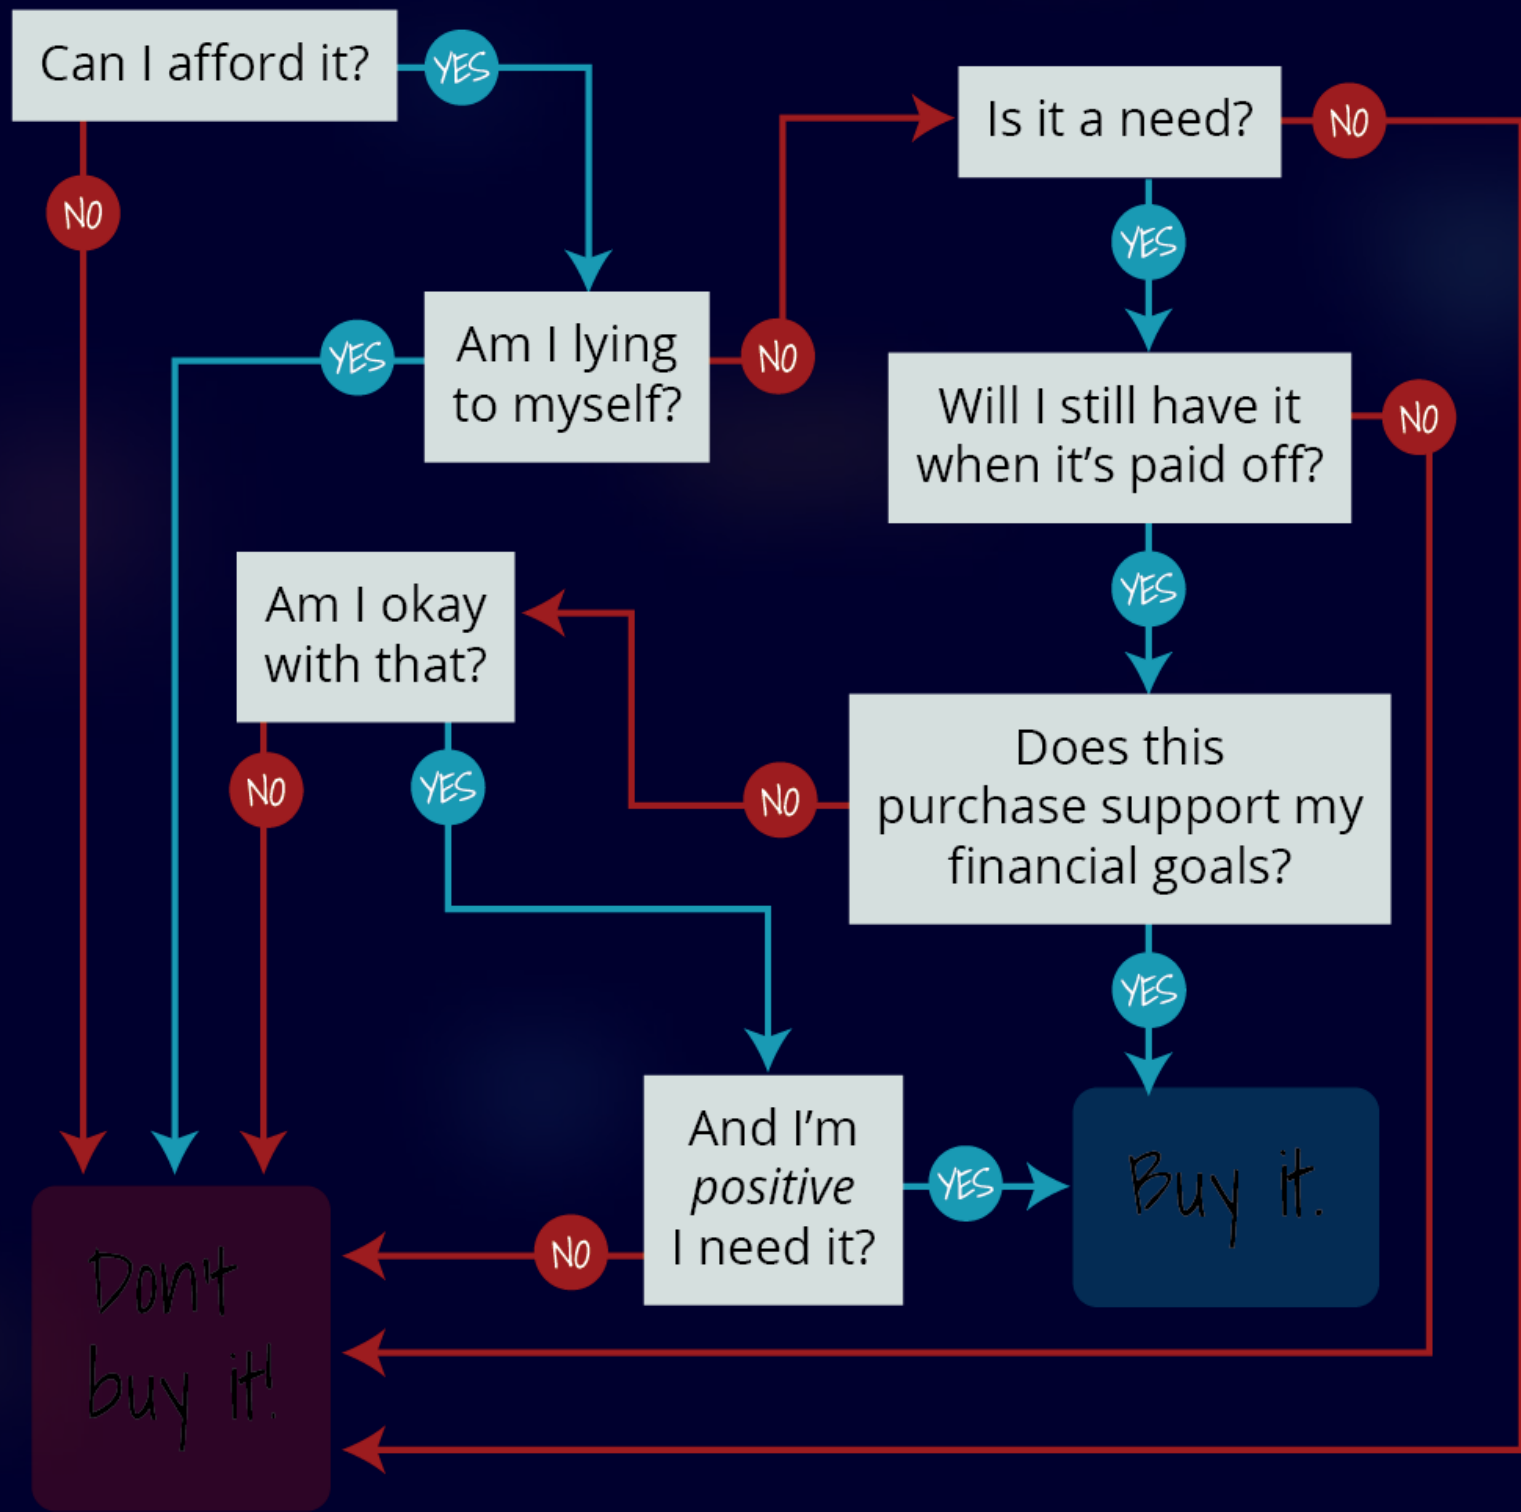 Can I afford it?
YES
NO
Is it a need?
NO
YES
Am I lying
to myself?
YES
NO
Will I still have it
when it's paid off?
NO
YES
Am I okay
with that?
NO
YES
Does this
purchase support my
financial goals?
NO
YES
And I'm
positive
I need it?
YES
NO
Buy it.
Don't
buy it!